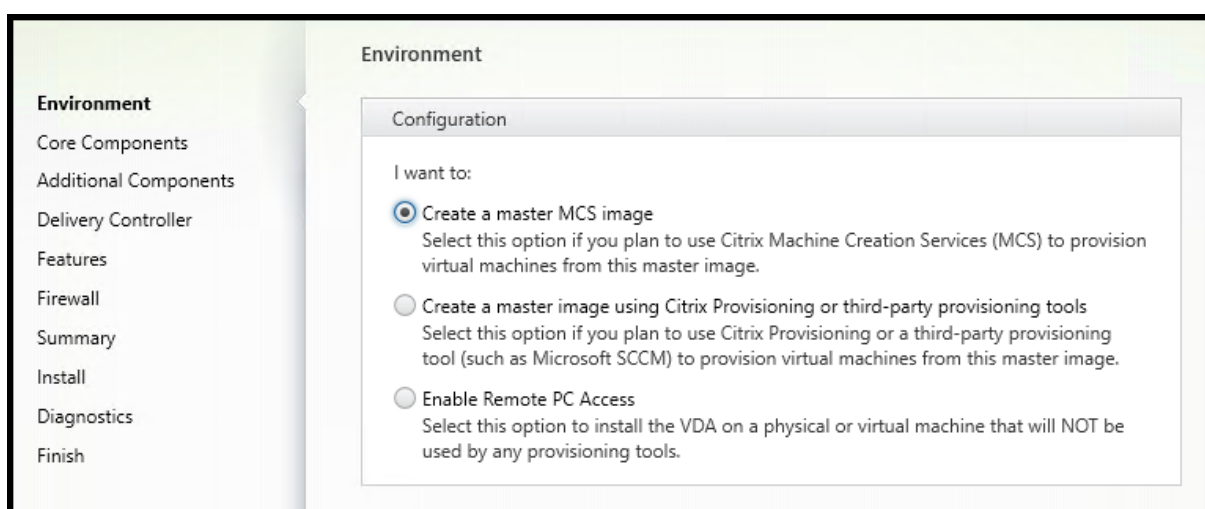 Environment
Core Components
Additional Components
Delivery Controller
Features
Firewall
Summary
Install
Diagnostics
Finish
Environment
Configuration
I want to:
Create a master MCS image
Select this option if you plan to use Citrix Machine Creation Services (MCS) to provision
virtual machines from this master image.
Create a master image using Citrix Provisioning or third-party provisioning tools
Select this option if you plan to use Citrix Provisioning or a third-party provisioning
tool (such as Microsoft SCCM) to provision virtual machines from this master image.
Enable Remote PC Access
Select this option to install the VDA on a physical or virtual machine that will NOT be
used by any provisioning tools.